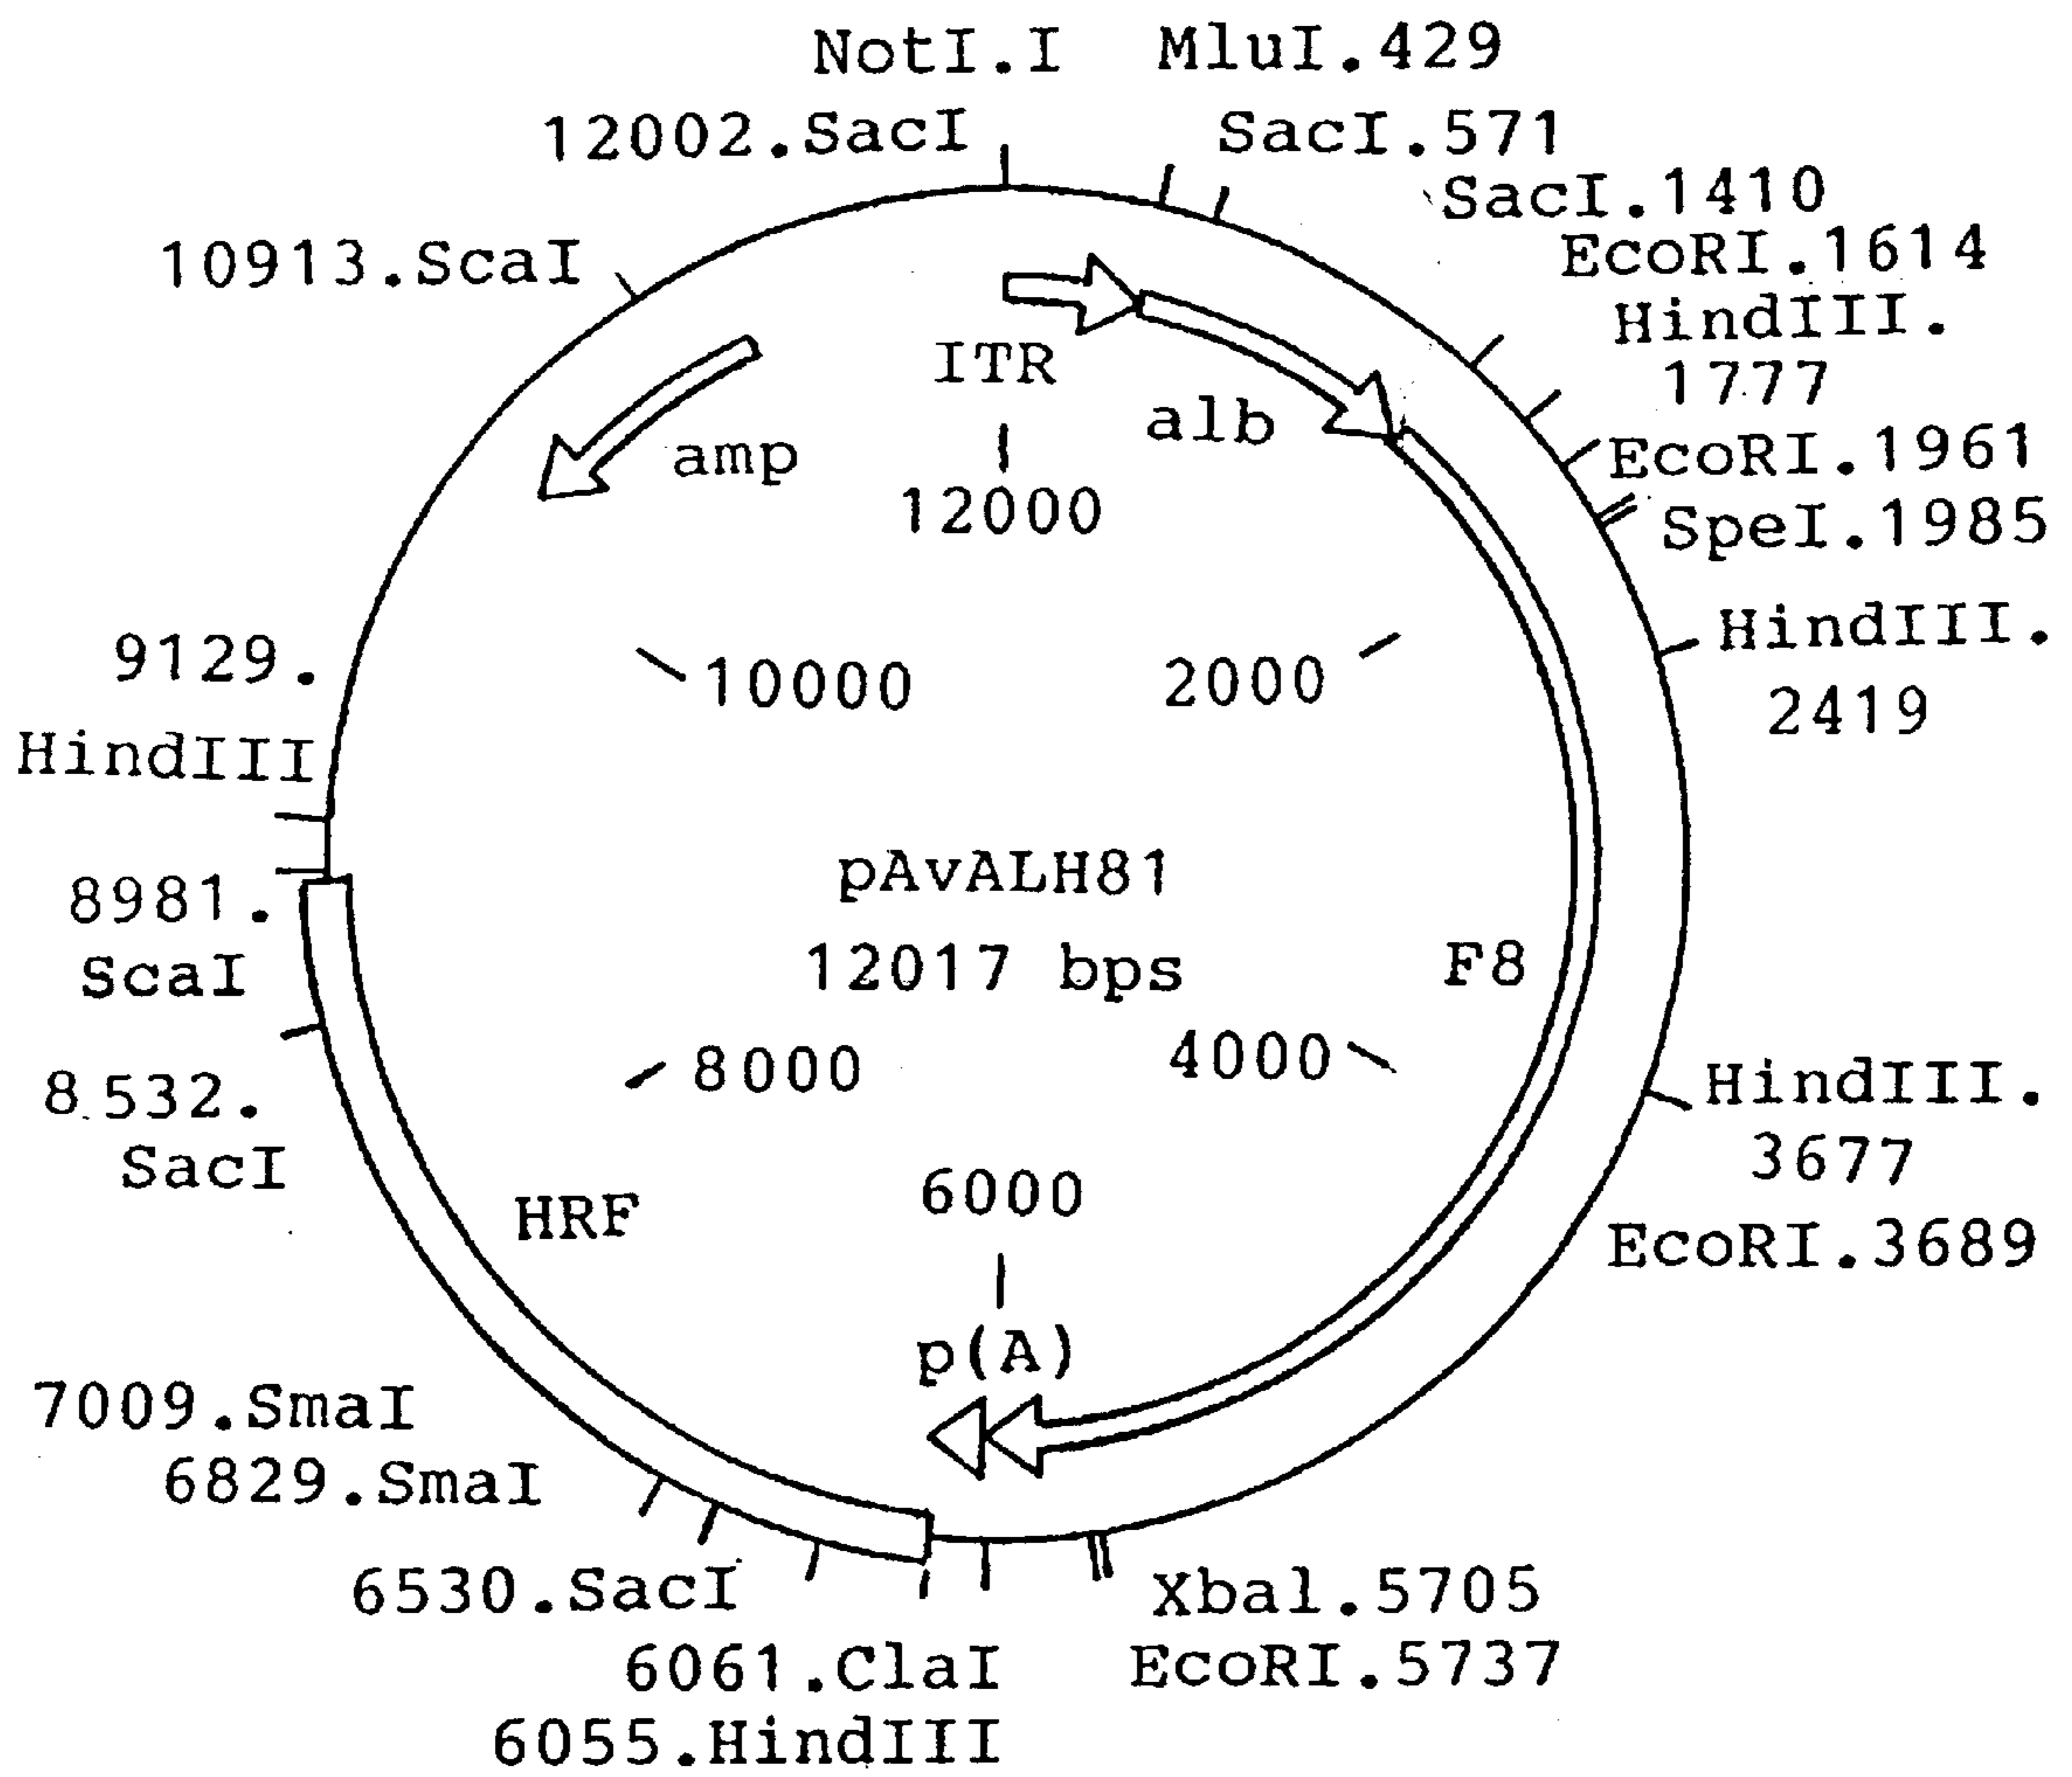 NotI.I MluI.429
12002.SacI SacI.571
SacI.1410
10913.ScaI EcoRI.1614
HindIII.
1777
ITR
alb
amp
EcoRI.1961
12000
SpeI.1985
HindIII.
2419
9129.
HindIII
10000
2000
pAvALH81
12017 bps
8981.
ScaI
F8
4000
8000
8532.
SacI
HindIII.
3677
6000
HRF
EcoRI.3689
p(A)
7009.SmaI
6829.SmaI
6530.SacI
Xbal.5705
6061.ClaI
EcoRI.5737
6055.HindIII